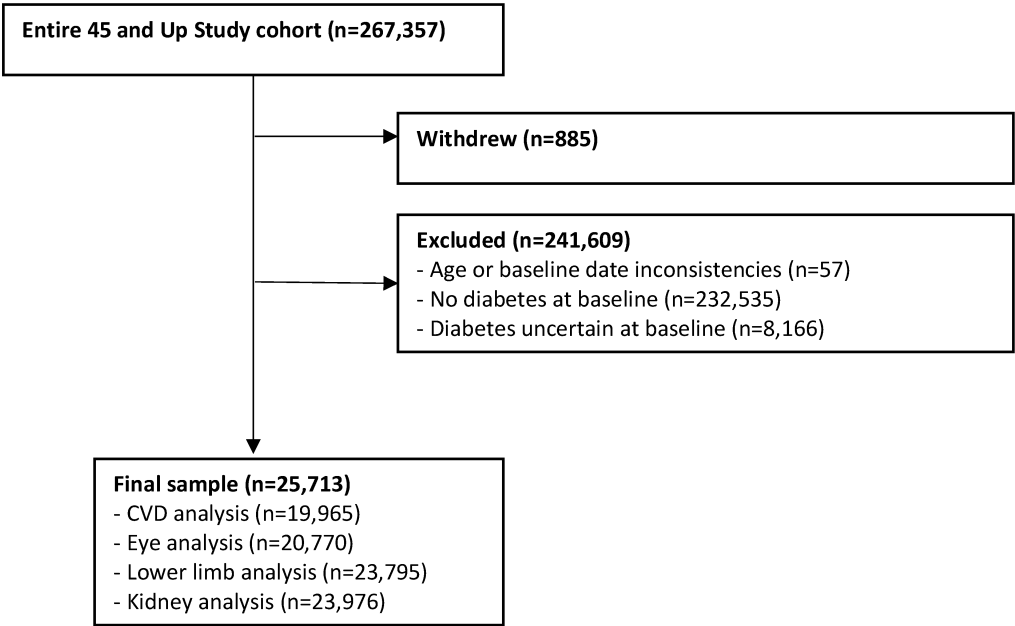 Entire 45 and Up Study cohort (n=267,357)
Withdrew (n=885)
Excluded (n=241,609)
- Age or baseline date inconsistencies (n=57)
- No diabetes at baseline (n=232,535)
- Diabetes uncertain at baseline (n=8,166)
Final sample (n=25,713)
- CVD analysis (n=19,965)
- Eye analysis (n=20,770)
- Lower limb analysis (n=23,795)
- Kidney analysis (n=23,976)